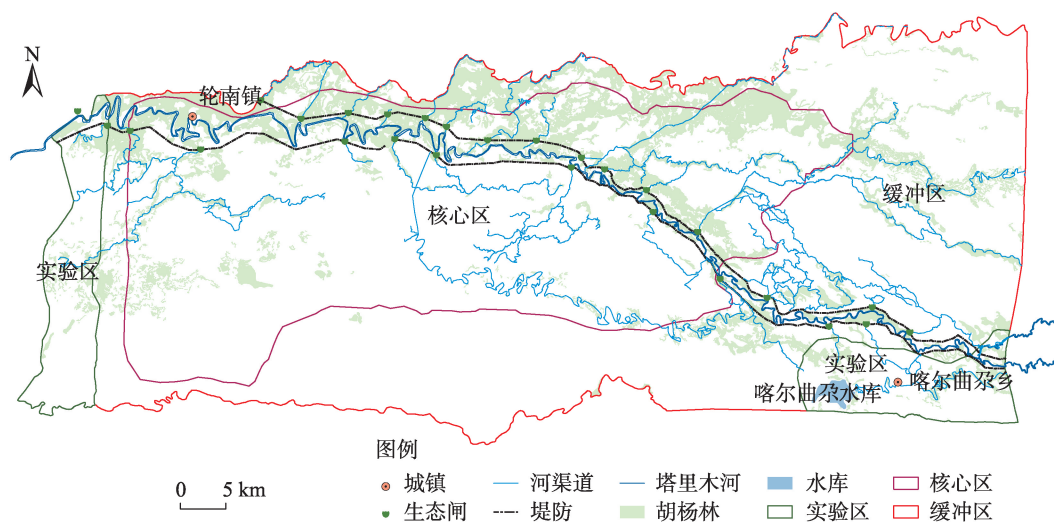 N
轮南镇
缓冲区
核心区
实验区
实验区
喀尔曲尕乡
喀尔曲尕水库
图例
城镇 河渠道 塔里木河 水库 核心区
生态闸 堤防 胡杨林 实验区 缓冲区
0 5 km